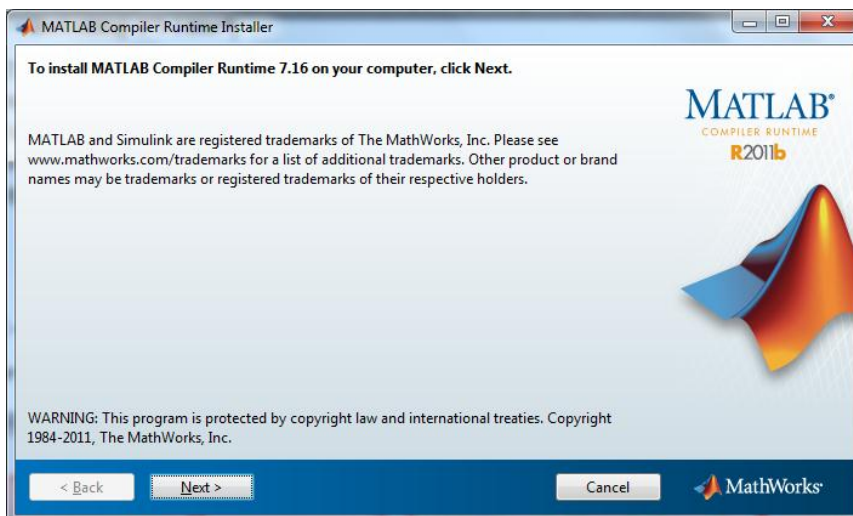 MATLAB Compiler Runtime Installer
To install MATLAB Compiler Runtime 7.16 on your computer, click Next.
MATLAB and Simulink are registered trademarks of The MathWorks, Inc. Please see
www.mathworks.com/trademarks for a list of additional trademarks. Other product or brand
names may be trademarks or registered trademarks of their respective holders.
MATLAB®
COMPILER RUNTIME
R2011b
WARNING: This program is protected by copyright law and international treaties. Copyright
1984-2011, The MathWorks, Inc.
< Back Next > Cancel MathWorks®